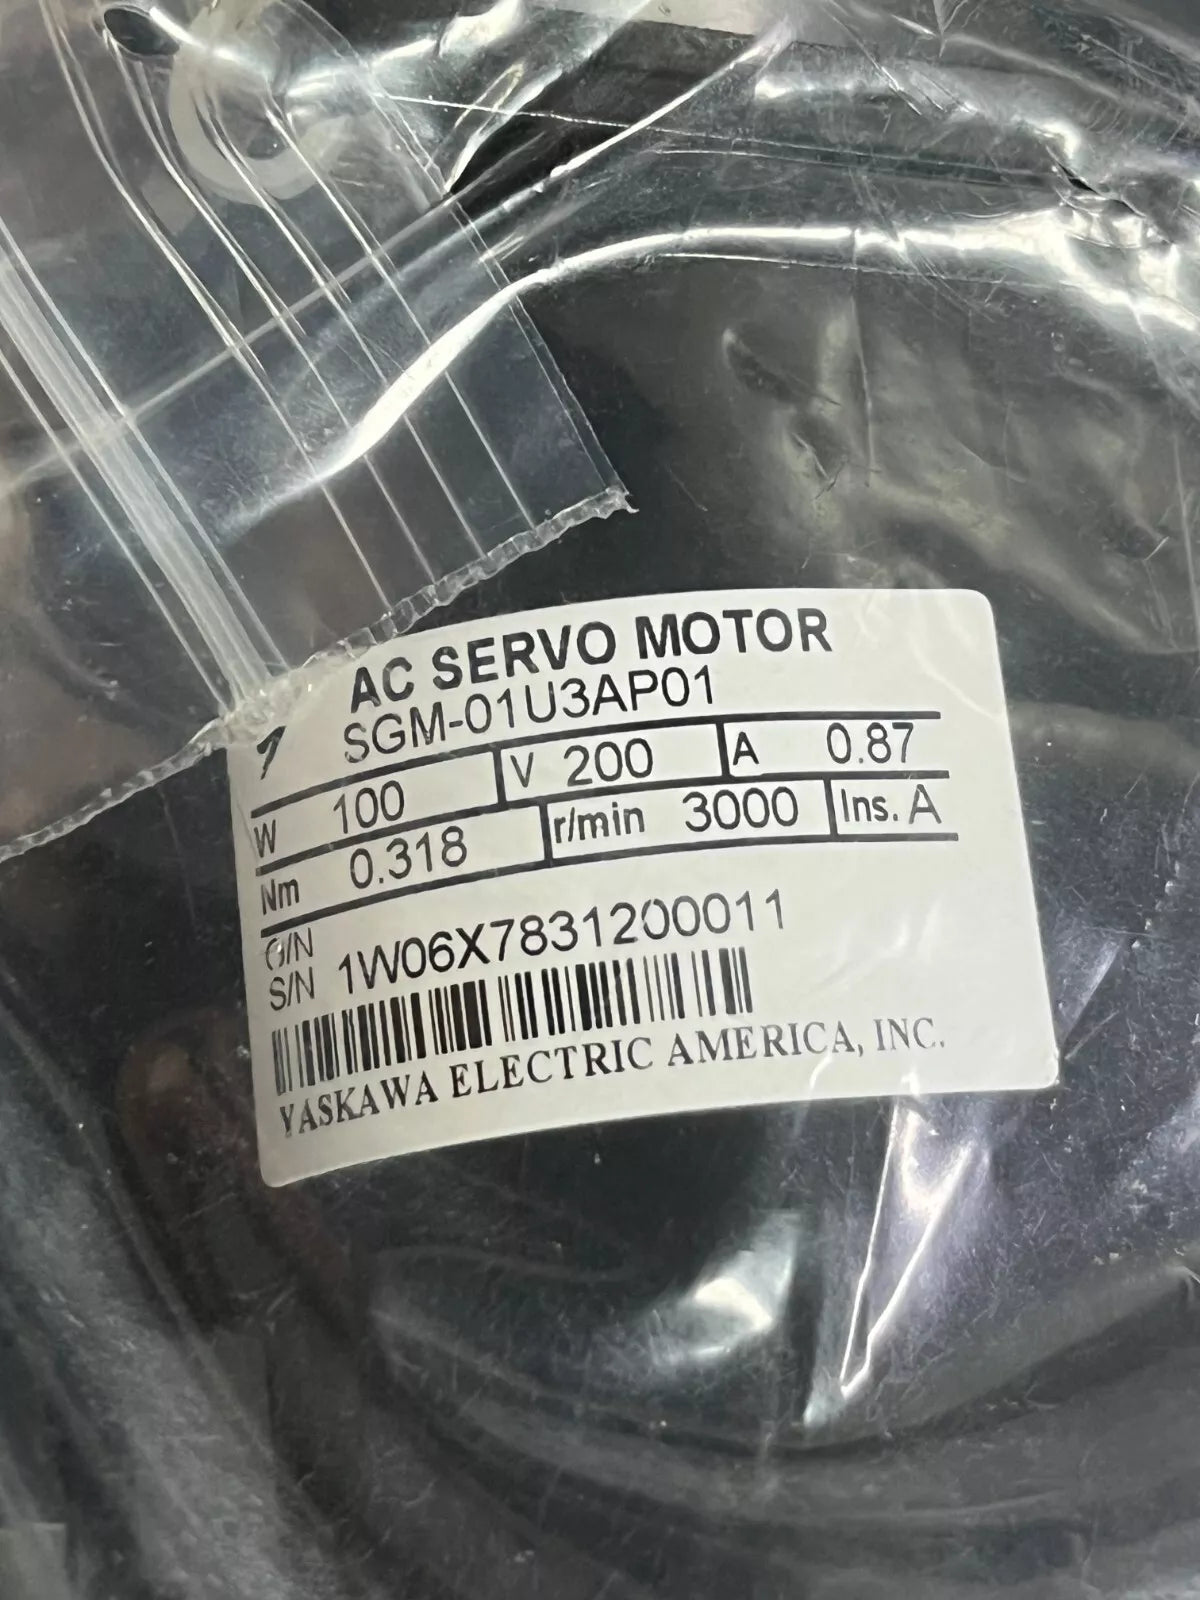 AC SERVO MOTOR
SGM-01U3AP01
W 100 V 200 A 0.87
Nm 0.318 r/min 3000 Ins. A
O/N
S/N 1W06X7831200011
YASKAWA ELECTRIC AMERICA, INC.